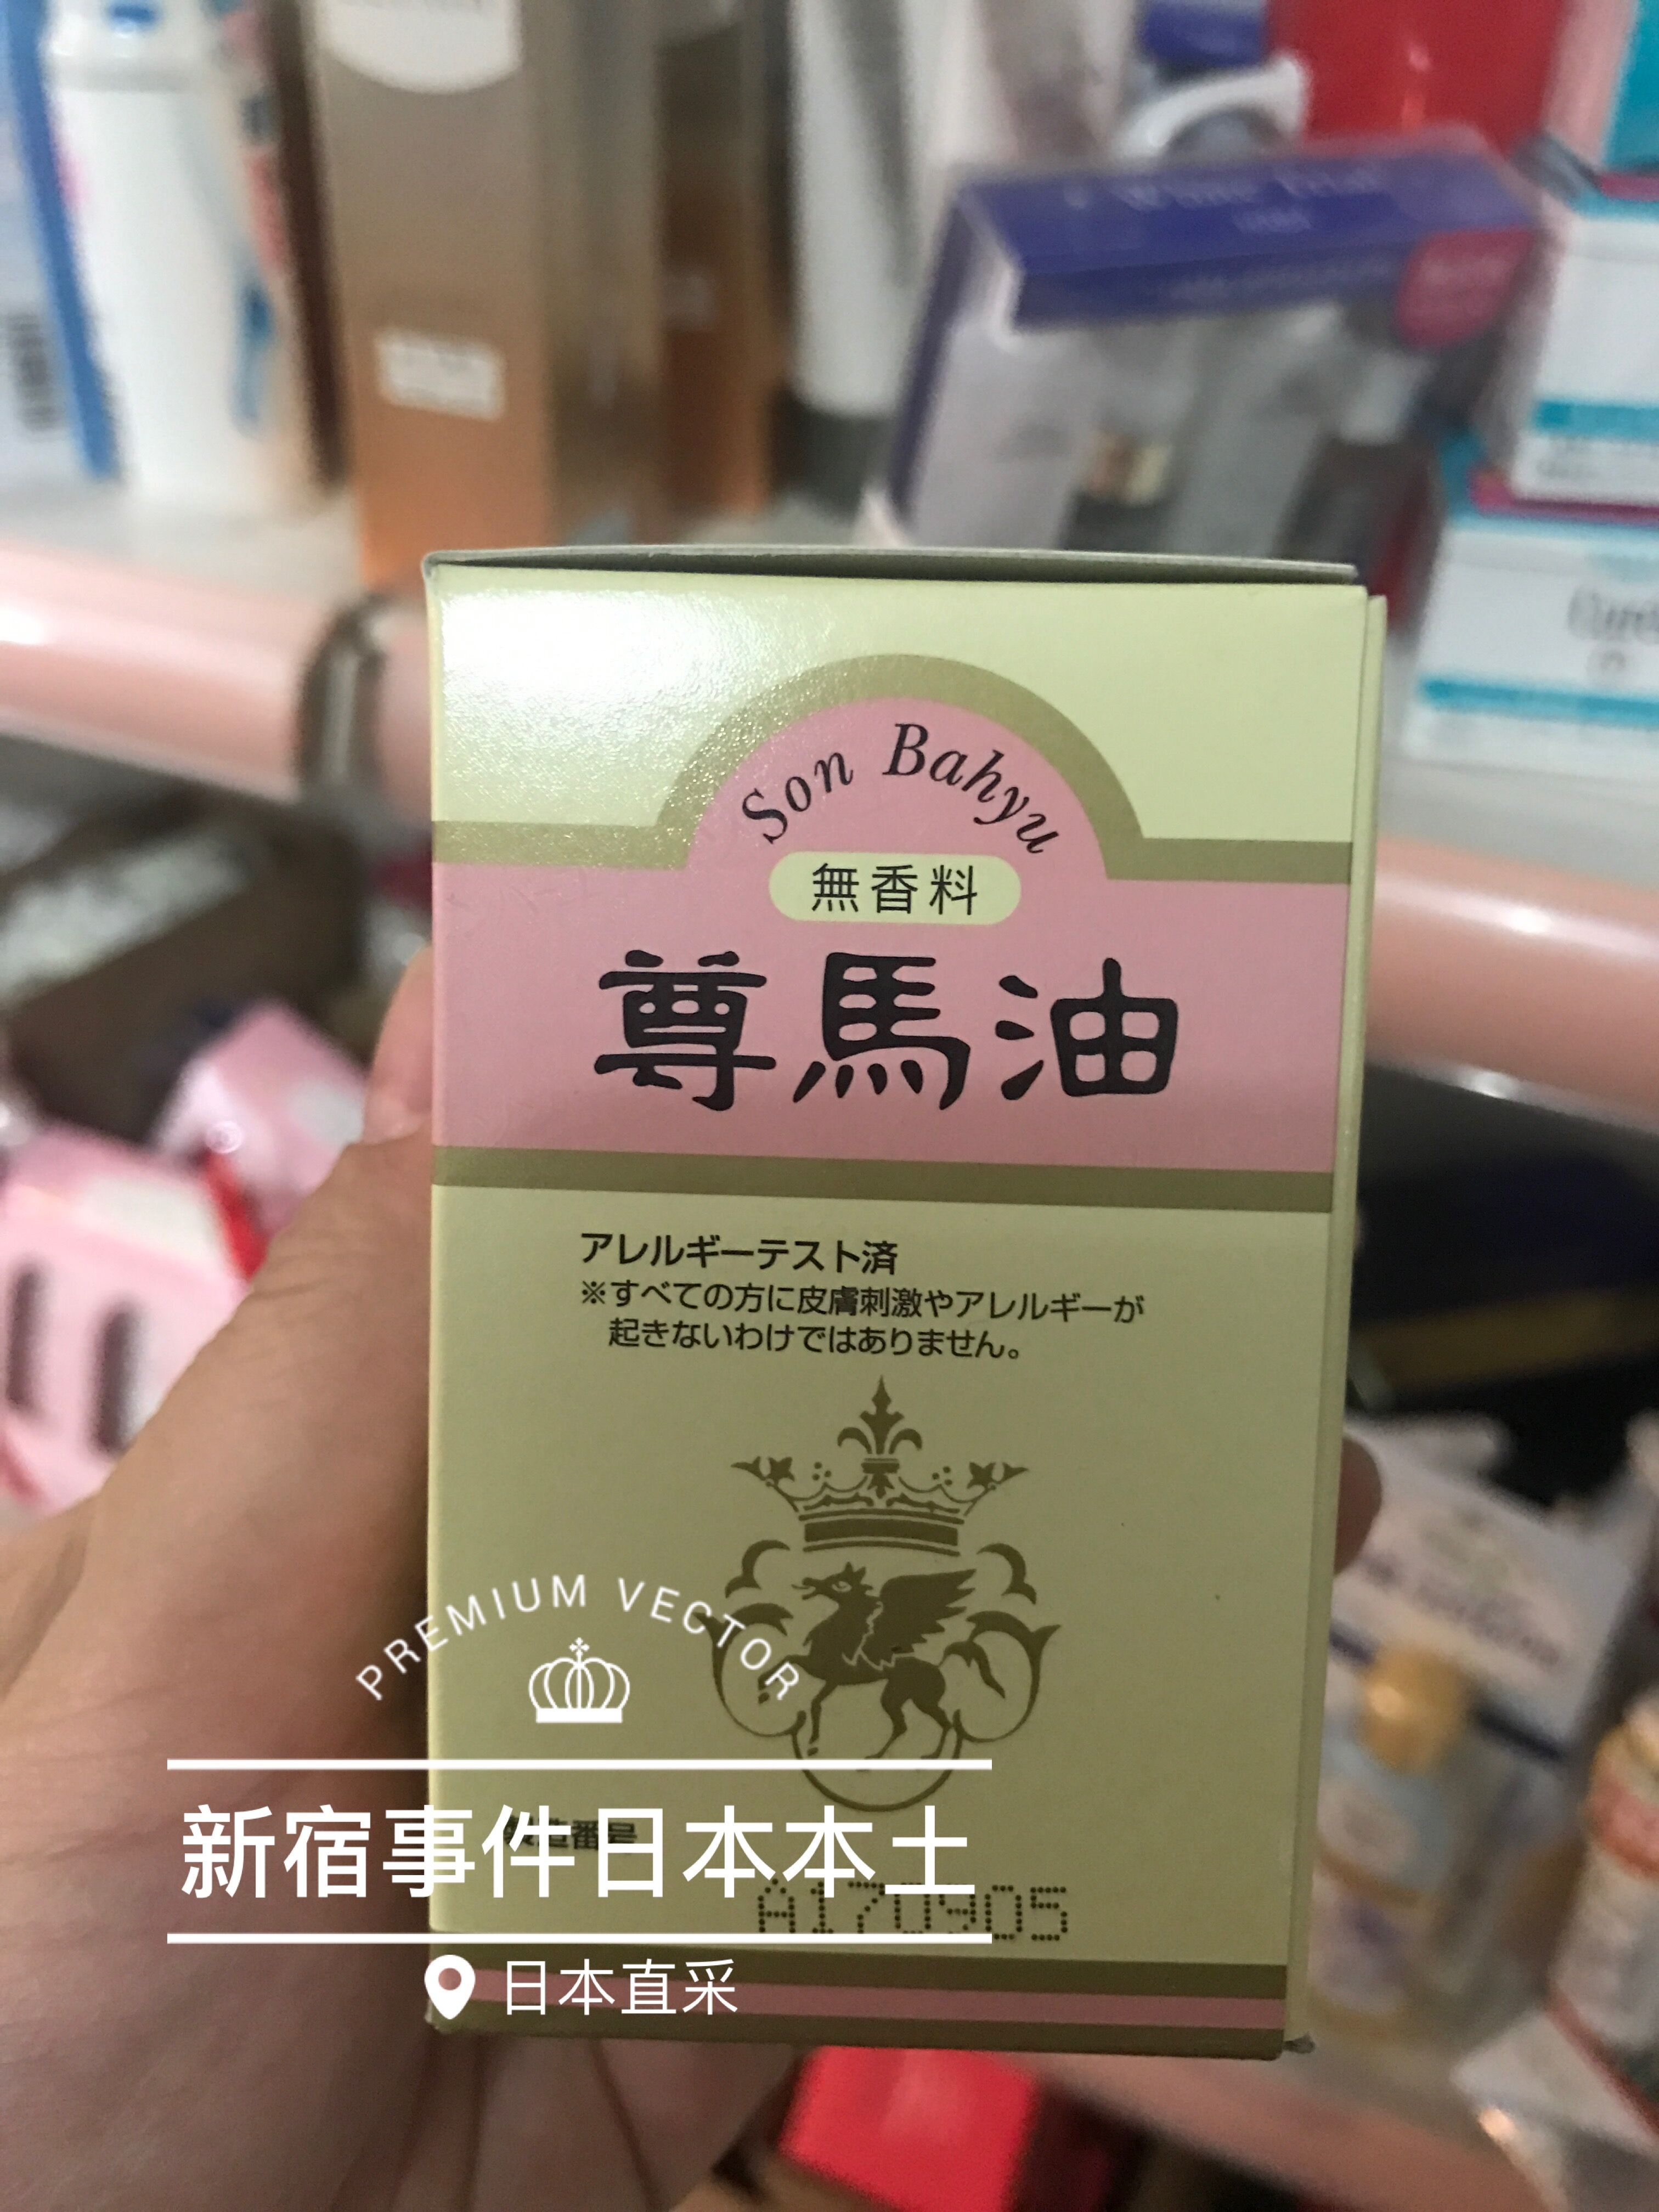 Son Bahyu
無香料
尊馬油
アレルギーテスト済
※すべての方に皮膚刺激やアレルギーが
起きないわけではありません。
PREMIUM VECTOR
新宿事件日本本土
番号
A170905
日本直采